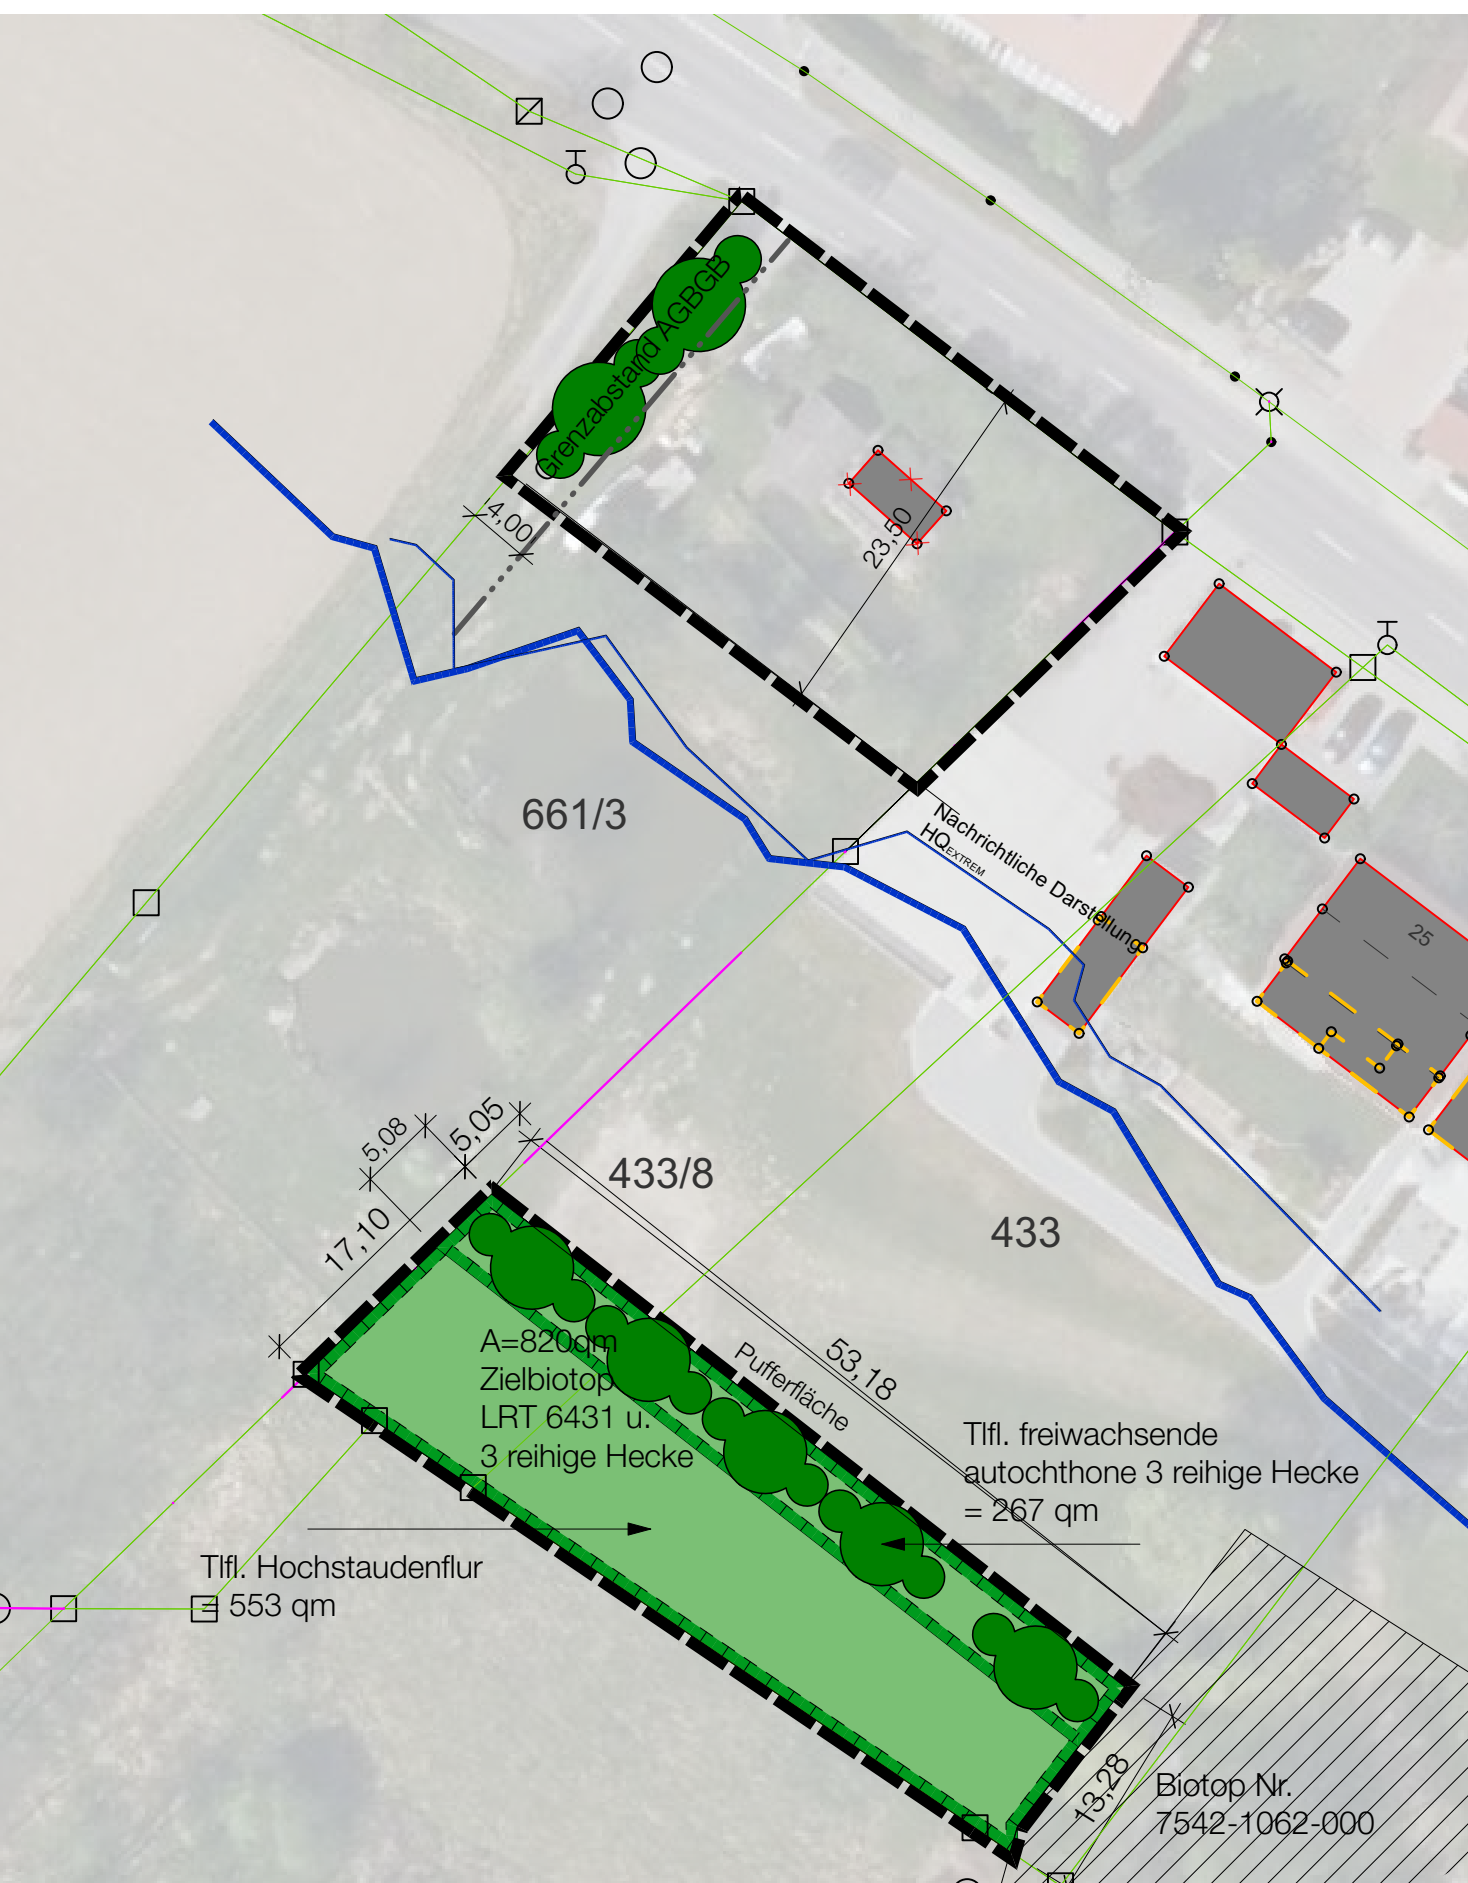 Grenzabstand AGBGB
4,00
23,50
661/3
Nachrichtliche Darstellung
HQEXTREM
25
5,08
5,05
17,10
433/8
433
A=820qm
Zielbiotop
LRT 6431 u.
3 reihige Hecke
Pufferfläche
53,18
Tlfl. freiwachsende
autochthone 3 reihige Hecke
= 267 qm
Tlfl. Hochstaudenflur
= 553 qm
13,28
Biotop Nr.
7542-1062-000